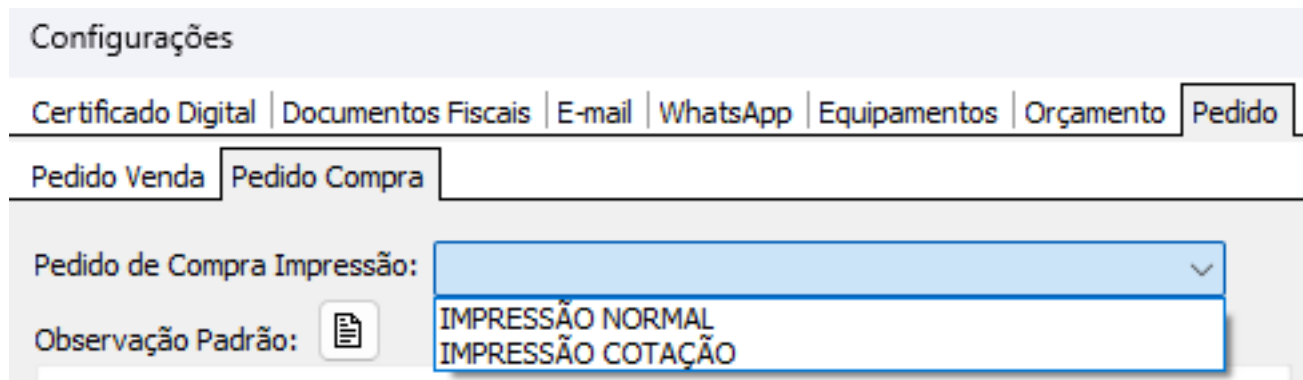 Configurações
Certificado Digital Documentos Fiscais E-mail WhatsApp Equipamentos Orçamento Pedido
Pedido Venda Pedido Compra
Pedido de Compra Impressão:
IMPRESSÃO NORMAL
Observação Padrão:
IMPRESSÃO COTAÇÃO